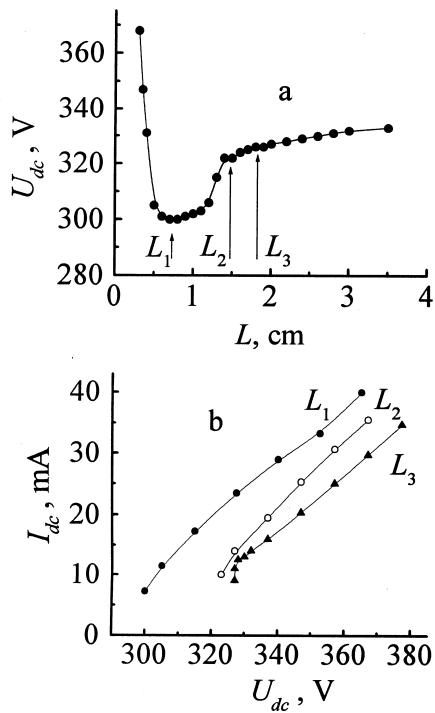 360
a
340
U_dc, V
320
300
L_1 L_2 L_3
280
0 1 2 3 4
L, cm
40
b
L_1 L_2
L_3
30
I_dc, mA
20
10
0
300 320 340 360 380
U_dc, V